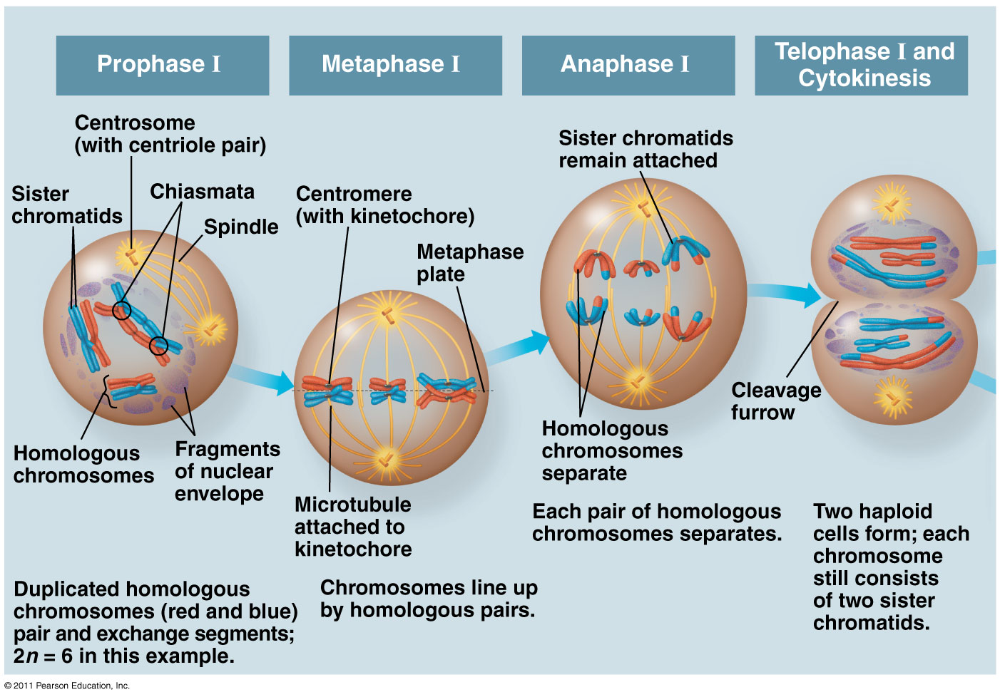 Prophase I
Metaphase I
Anaphase I
Telophase I and
Cytokinesis
Centrosome
(with centriole pair)
Sister
chromatids
Chiasmata
Spindle
Homologous
chromosomes
Fragments
of nuclear
envelope
Duplicated homologous
chromosomes (red and blue)
pair and exchange segments;
2n = 6 in this example.
Centromere
(with kinetochore)
Metaphase
plate
Microtubule
attached to
kinetochore
Chromosomes line up
by homologous pairs.
Sister chromatids
remain attached
Homologous
chromosomes
separate
Each pair of homologous
chromosomes separates.
Cleavage
furrow
Two haploid
cells form; each
chromosome
still consists
of two sister
chromatids.
© 2011 Pearson Education, Inc.